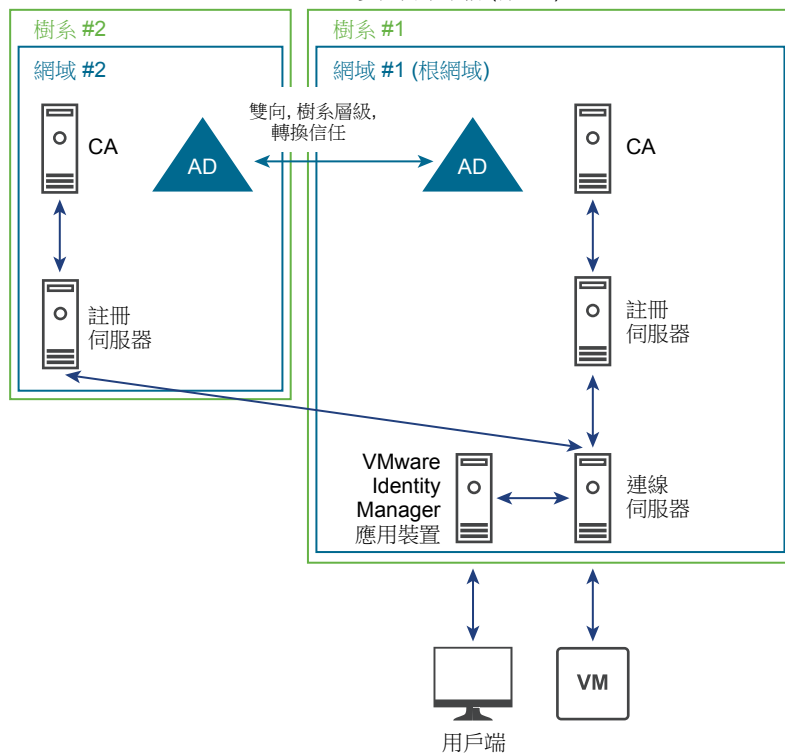 樹系 #2
樹系 #1
網域 #2
網域 #1 (根網域)
雙向, 樹系層級,
轉換信任
CA
AD
AD
CA
註冊
伺服器
註冊
伺服器
VMware
Identity
Manager
應用裝置
連線
伺服器
VM
用戶端